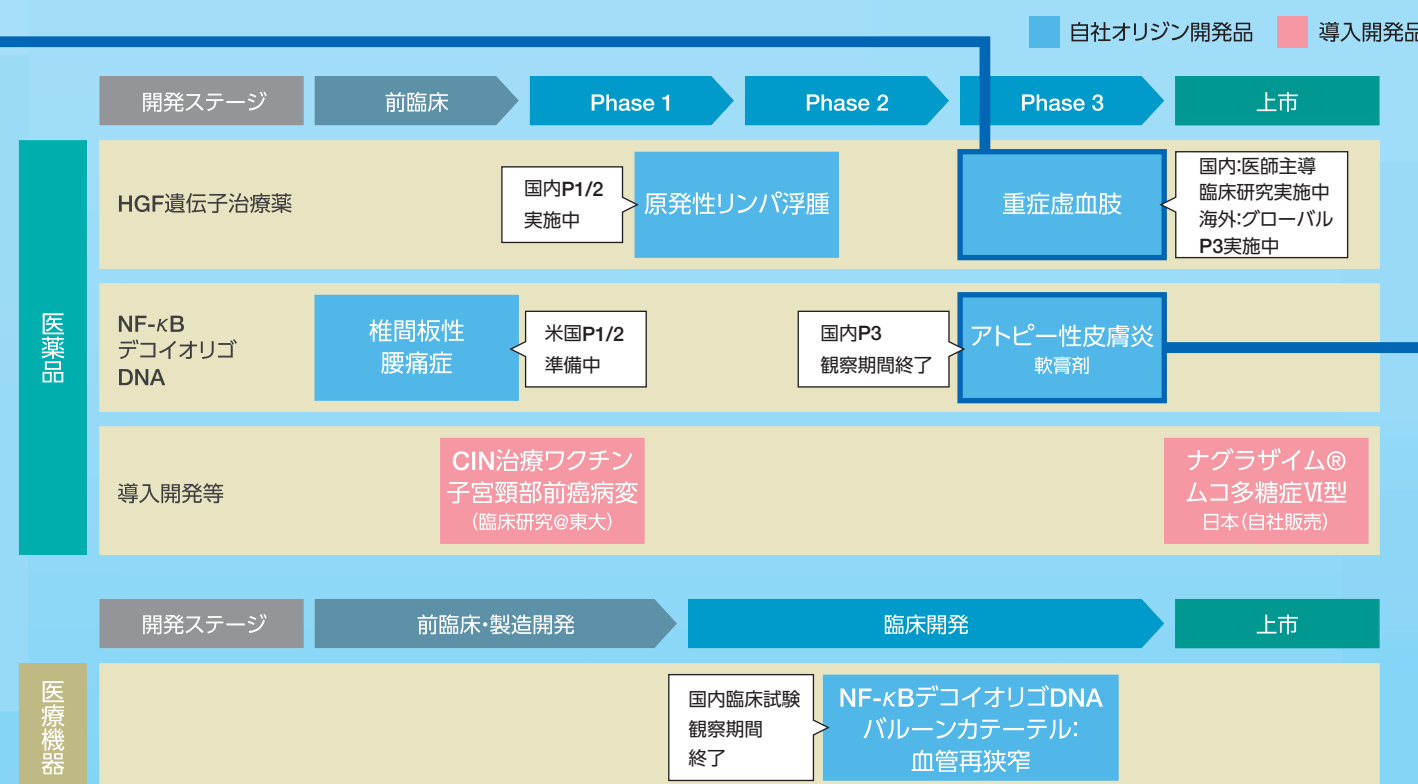 自社オリジン開発品
導入開発品
開発ステージ
前臨床
Phase 1
Phase 2
Phase 3
上市
医薬品
HGF遺伝子治療薬
国内P1/2
実施中
原発性リンパ浮腫
重症虚血肢
国内:医師主導
臨床研究実施中
海外:グローバル
P3実施中
NF-κB
デコイオリゴ
DNA
椎間板性
腰痛症
米国P1/2
準備中
国内P3
観察期間終了
アトピー性皮膚炎
軟膏剤
導入開発等
CIN治療ワクチン
子宮頸部前癌病変
(臨床研究@東大)
ナグラザイム®
ムコ多糖症Ⅵ型
日本(自社販売)
開発ステージ
前臨床・製造開発
臨床開発
上市
医療機器
国内臨床試験
観察期間
終了
NF-κBデコイオリゴDNA
バルーンカテーテル:
血管再狭窄